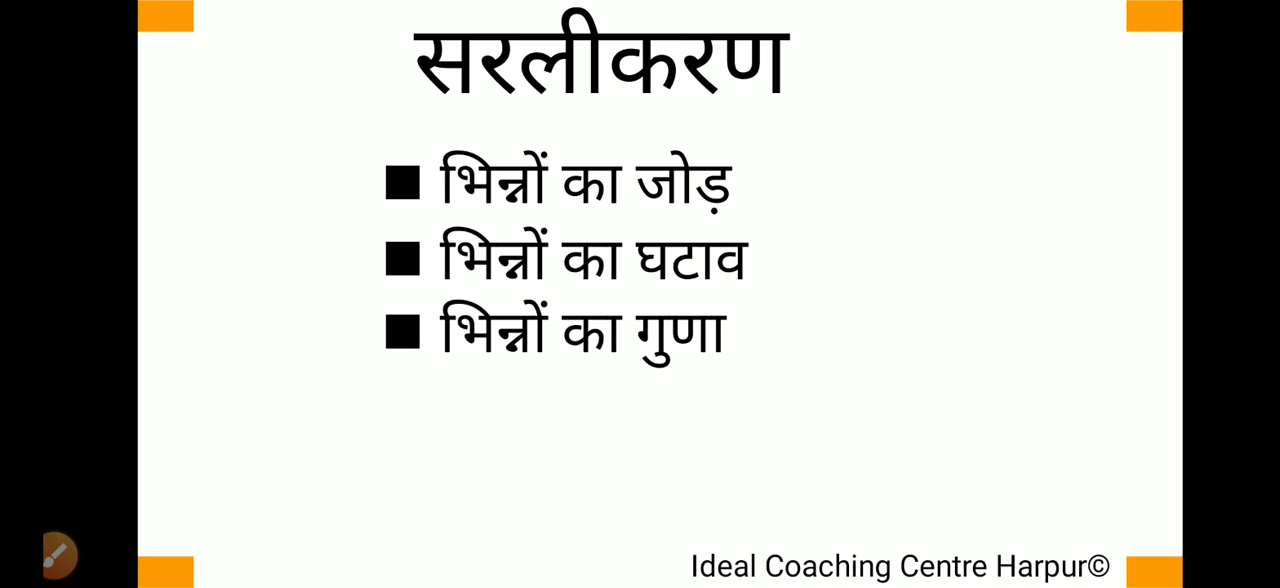 सरलीकरण
■ भिन्नों का जोड़
■ भिन्नों का घटाव
■ भिन्नों का गुणा
Ideal Coaching Centre Harpur©